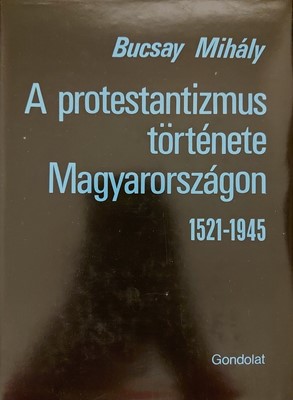 Bucsay Mihály
A protestantizmus
története
Magyarországon
1521-1945
Gondolat